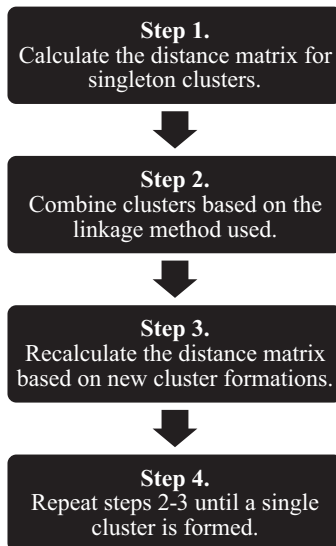 Step 1.
Calculate the distance matrix for
singleton clusters.
Step 2.
Combine clusters based on the
linkage method used.
Step 3.
Recalculate the distance matrix
based on new cluster formations.
Step 4.
Repeat steps 2-3 until a single
cluster is formed.